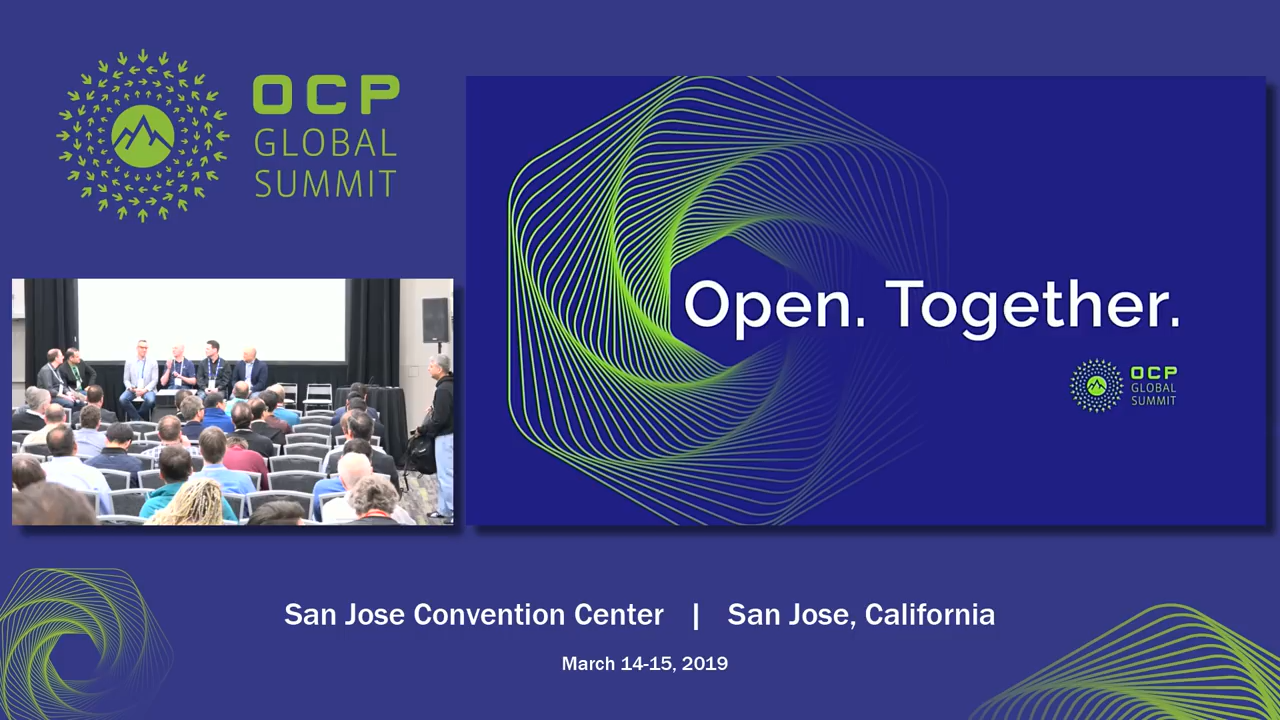 OCP
GLOBAL
SUMMIT
Open. Together.
OCP
GLOBAL
SUMMIT
San Jose Convention Center | San Jose, California
March 14-15, 2019